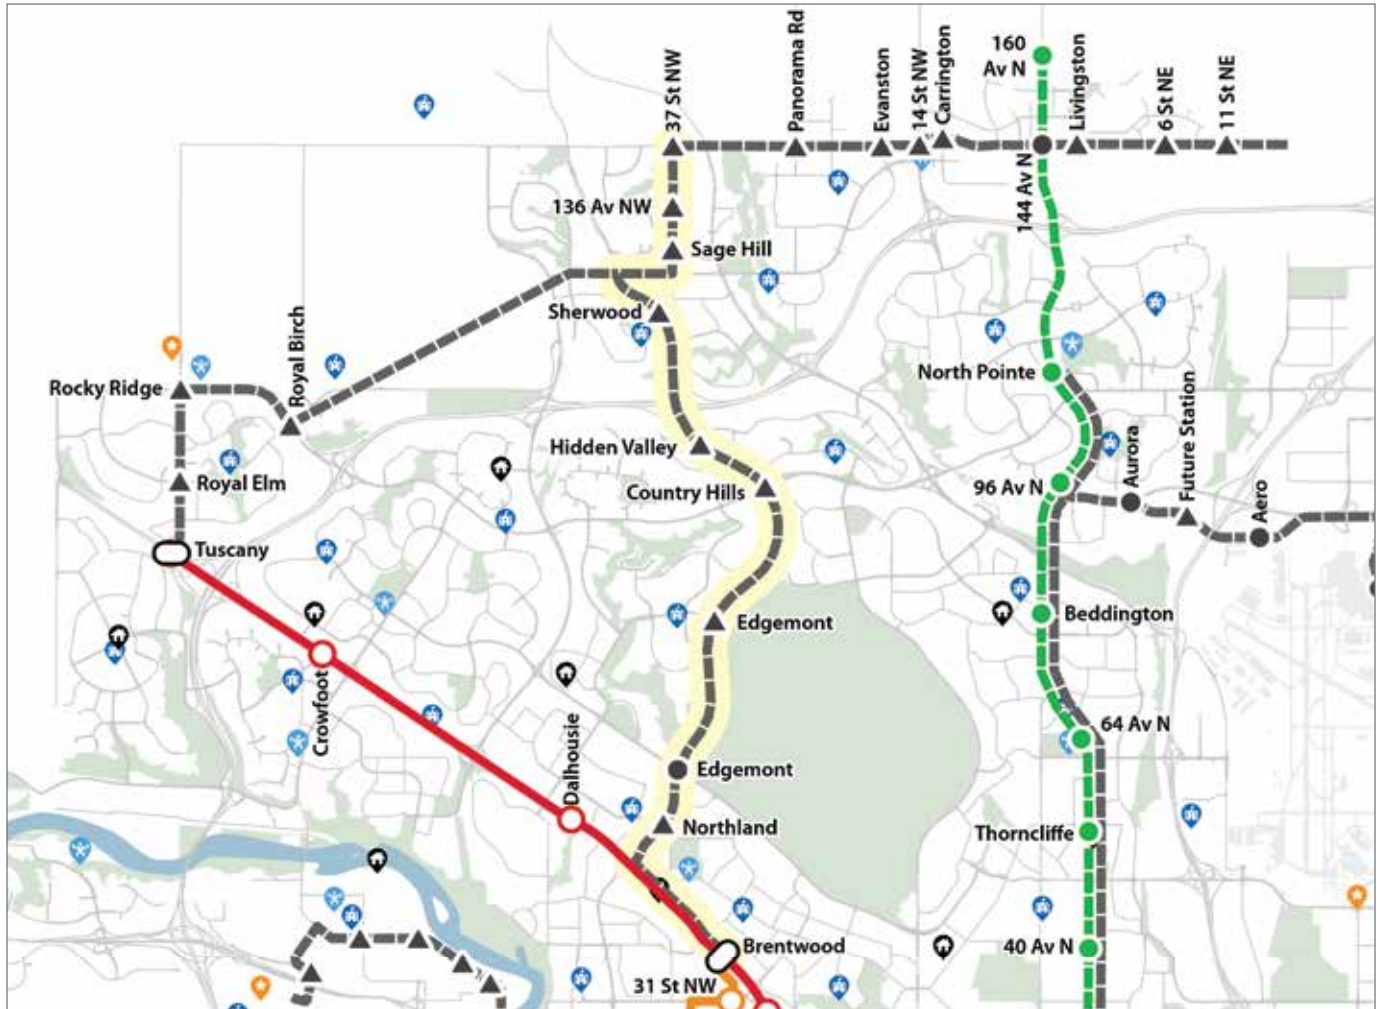 160
Av N
37 St NW
Panorama Rd
Evanston
14 St NW
Carrington
Livingston
6 St NE
11 St NE
144 Av N
136 Av NW
Sage Hill
Sherwood
Royal Birch
Rocky Ridge
North Pointe
Hidden Valley
Royal Elm
Country Hills
96 Av N
Aurora
Future Station
Aero
Tuscany
Beddington
Edgemont
Crowfoot
64 Av N
Dalhousie
Edgemont
Northland
Thorncliffe
Brentwood
40 Av N
31 St NW